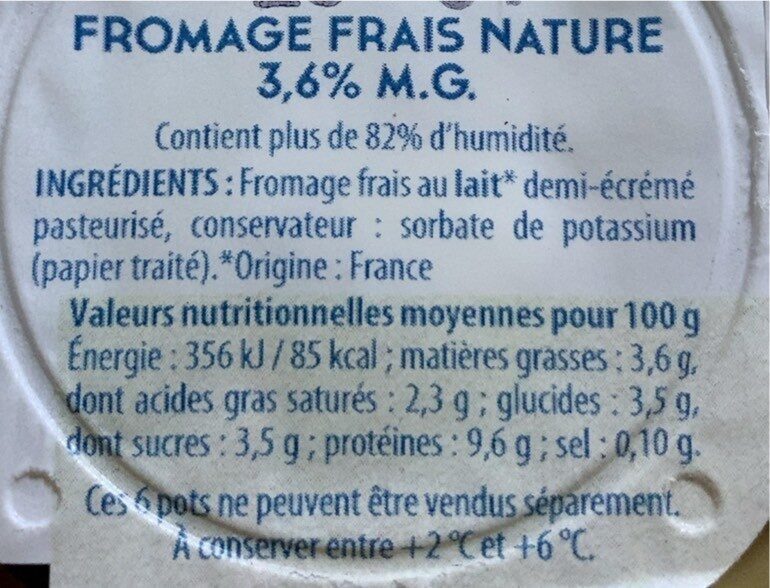 FROMAGE FRAIS NATURE
3,6% M.G.
Contient plus de 82% d'humidité.
INGRÉDIENTS : Fromage frais au lait* demi-écrémé
pasteurisé, conservateur : sorbate de potassium
(papier traité).*Origine : France
Valeurs nutritionnelles moyennes pour 100 g
Énergie : 356 kJ / 85 kcal ; matières grasses : 3,6 g,
dont acides gras saturés : 2,3 g ; glucides : 3,5 g,
dont sucres : 3,5 g ; protéines : 9,6 g ; sel : 0,10 g.
Ces 6 pots ne peuvent être vendus séparement.
À conserver entre +2 °C et +6 °C.